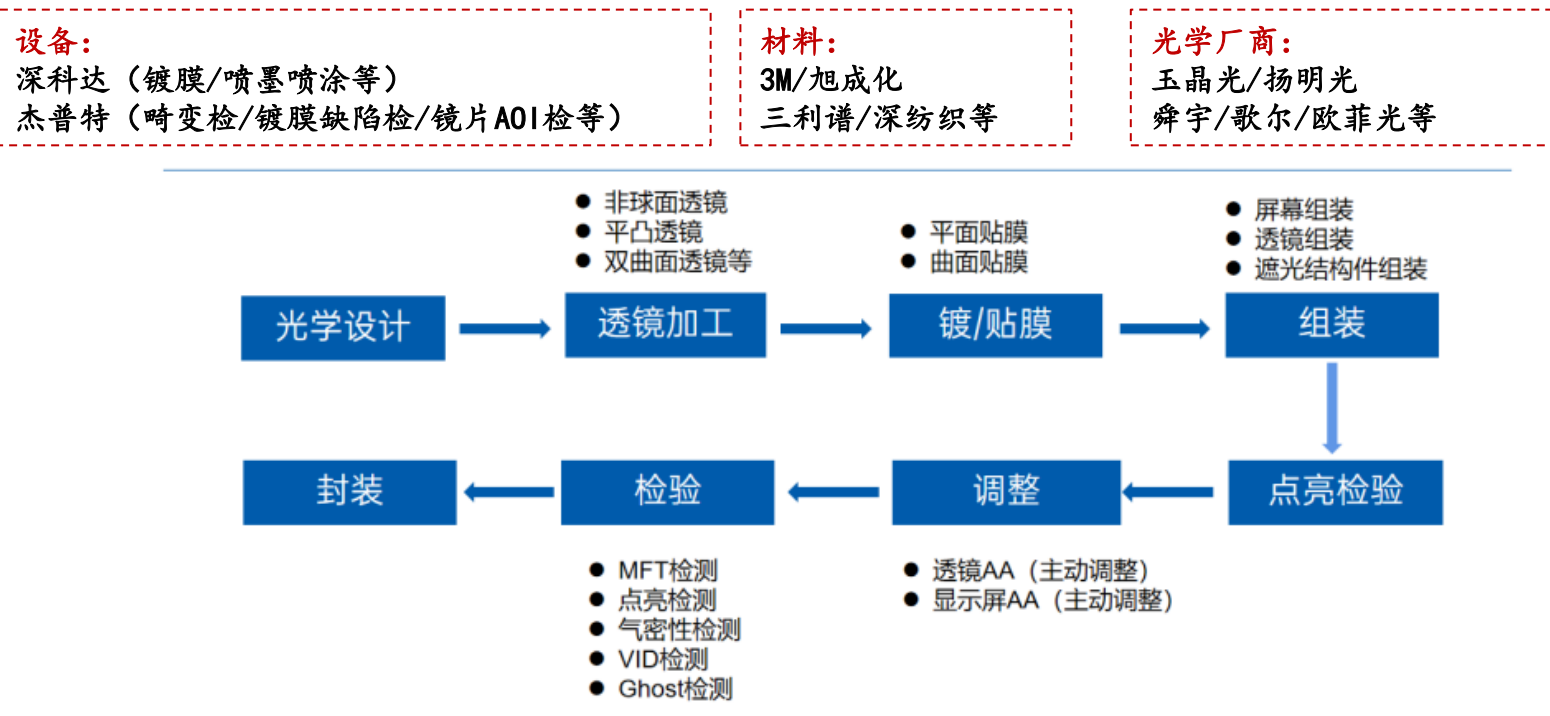 设备：
深科达（镀膜/喷墨喷涂等）
杰普特（畸变检/镀膜缺陷检/镜片AOI检等）
材料：
3M/旭成化
三利谱/深纺织等
光学厂商：
玉晶光/扬明光
舜宇/歌尔/欧菲光等
● 非球面透镜
● 平凸透镜
● 双曲面透镜等
● 平面贴膜
● 曲面贴膜
● 屏幕组装
● 透镜组装
● 遮光结构件组装
光学设计
透镜加工
镀/贴膜
组装
封装
检验
调整
点亮检验
● MFT检测
● 点亮检测
● 气密性检测
● VID检测
● Ghost检测
● 透镜AA（主动调整）
● 显示屏AA（主动调整）